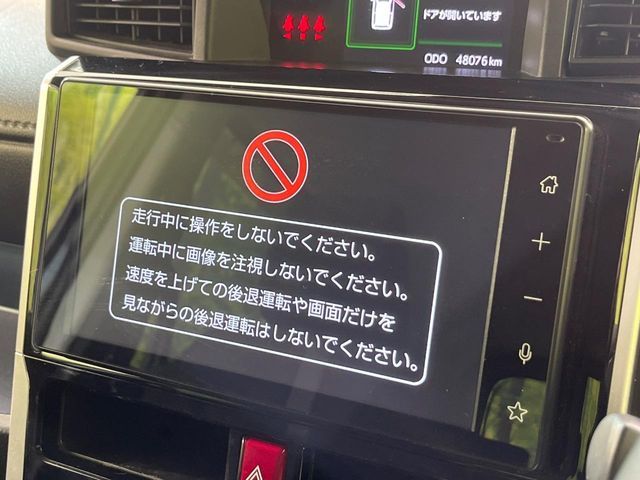 ドアが開いています
ODO 48076 km
走行中に操作をしないでください。
運転中に画像を注視しないでください。
速度を上げての後退運転や画面だけを
見ながらの後退運転はしないでください。